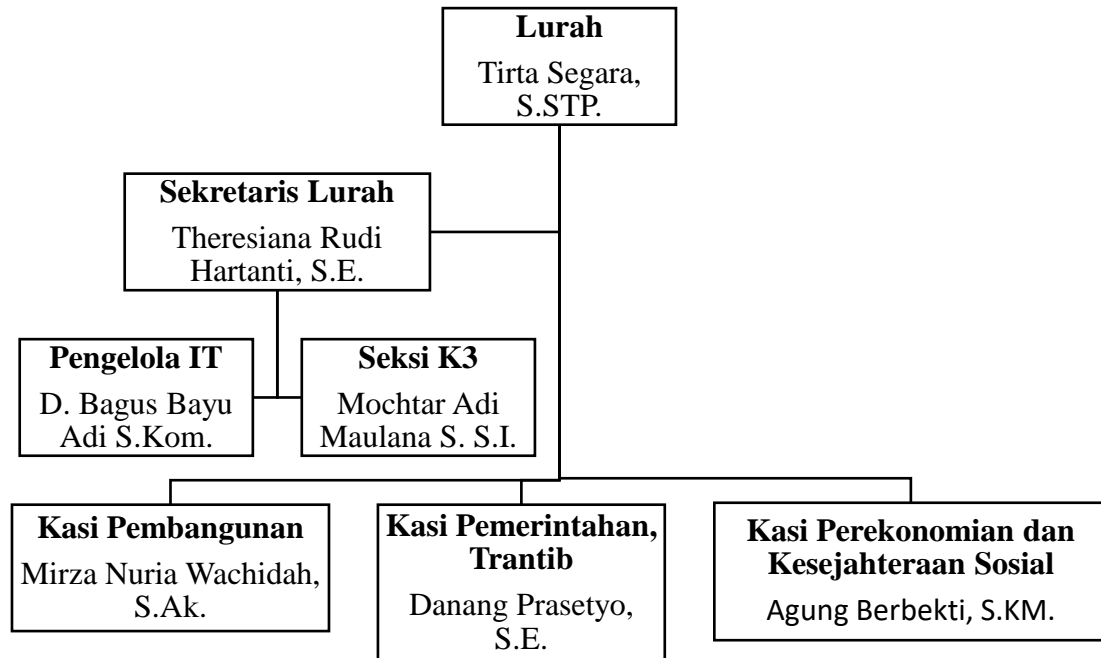 Lurah
Tirta Segara,
S.STP.
Sekretaris Lurah
Theresiana Rudi
Hartanti, S.E.
Pengelola IT
D. Bagus Bayu
Adi S.Kom.
Seksi K3
Mochtar Adi
Maulana S. S.I.
Kasi Pembangunan
Mirza Nuria Wachidah,
S.Ak.
Kasi Pemerintahan,
Trantib
Danang Prasetyo,
S.E.
Kasi Perekonomian dan
Kesejahteraan Sosial
Agung Berbekti, S.KM.